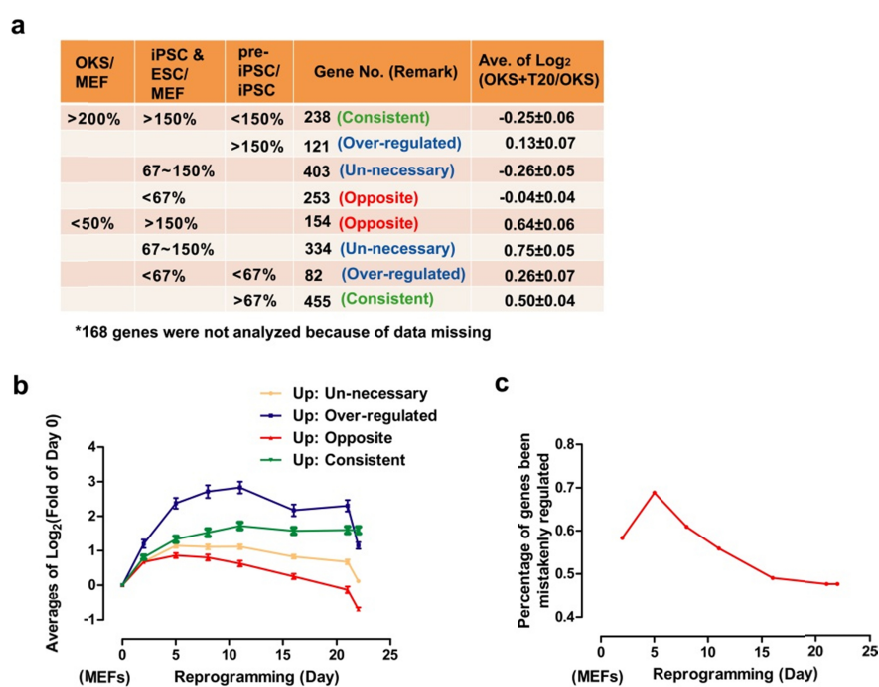 a
OKS/ MEF iPSC & ESC/ MEF pre-iPSC/ iPSC Gene No. (Remark) Ave. of Log2 (OKS+T20/OKS)
>200% >150% <150% 238 (Consistent) -0.25±0.06
>150% 121 (Over-regulated) 0.13±0.07
67~150% 403 (Un-necessary) -0.26±0.05
<67% 253 (Opposite) -0.04±0.04
<50% >150% 154 (Opposite) 0.64±0.06
67~150% 334 (Un-necessary) 0.75±0.05
<67% <67% 82 (Over-regulated) 0.26±0.07
>67% 455 (Consistent) 0.50±0.04
*168 genes were not analyzed because of data missing
b
Up: Un-necessary
Up: Over-regulated
Up: Opposite
Up: Consistent
Averages of Log2(Fold of Day 0)
4
3
2
1
0
-1
0 5 10 15 20 25
(MEFs) Reprogramming (Day)
c
Percentage of genes been
mistakenly regulated
0.8
0.7
0.6
0.5
0.4
0 5 10 15 20 25
(MEFs) Reprogramming (Day)